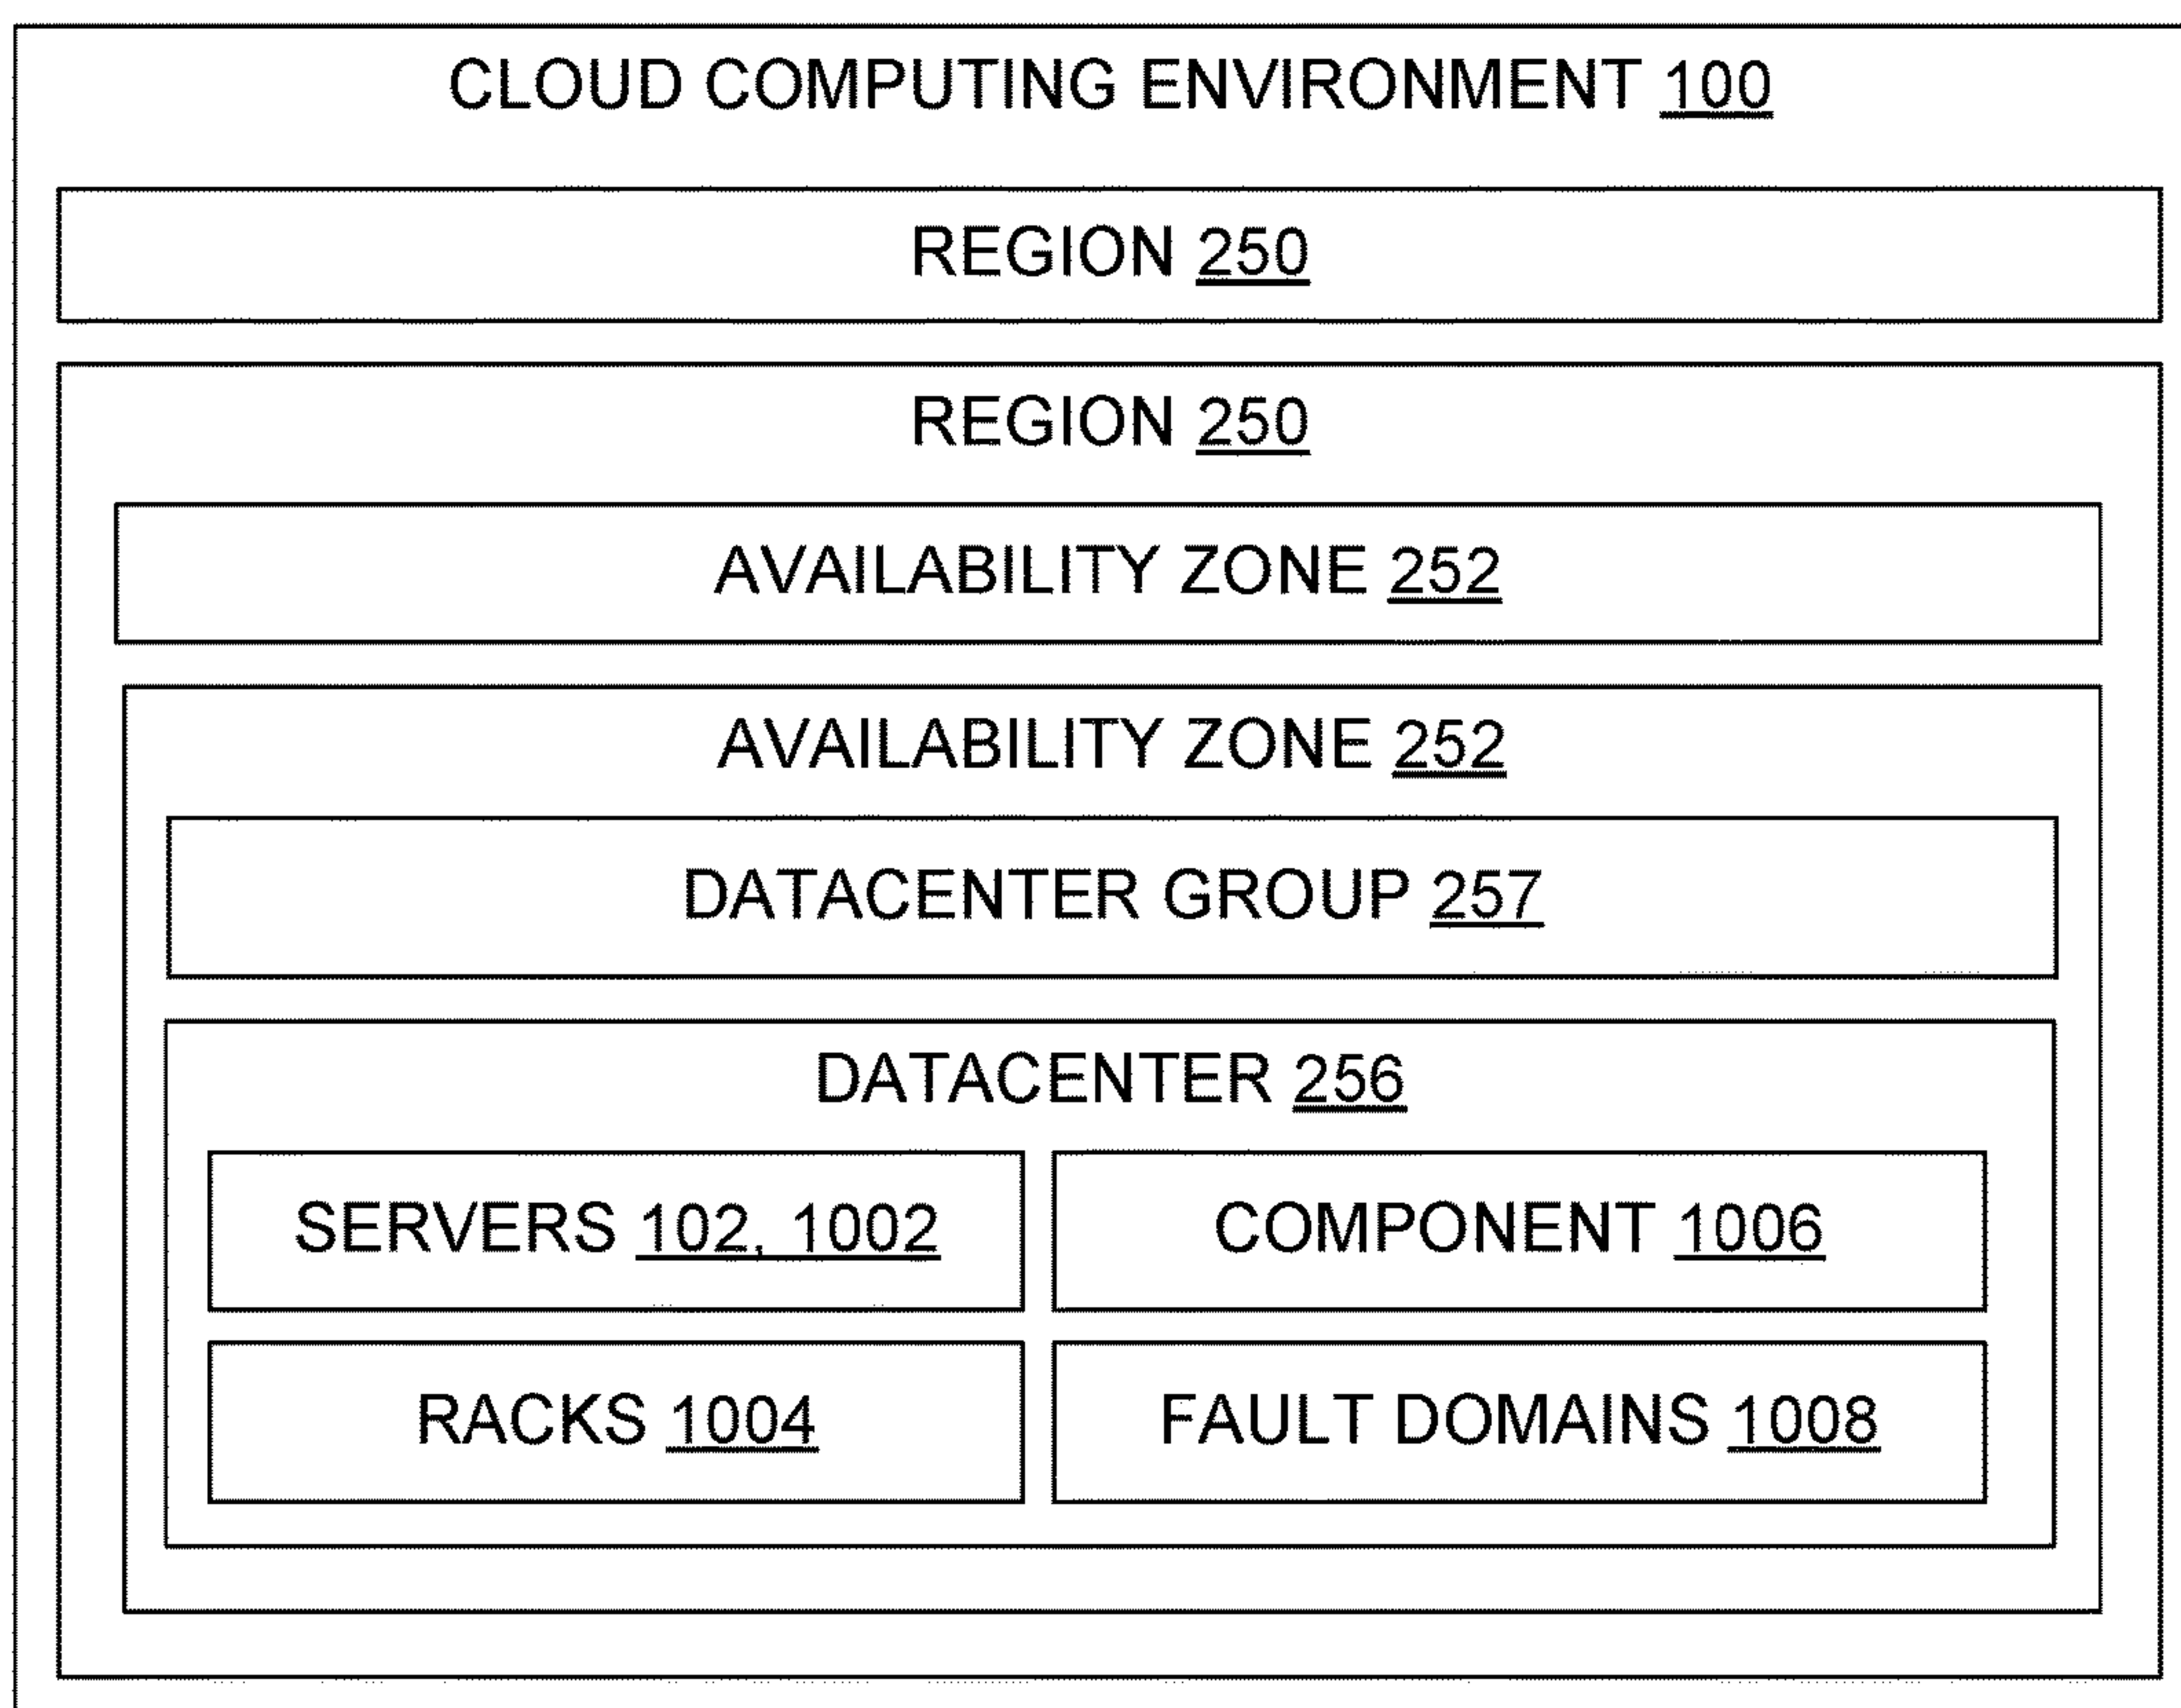 CLOUD COMPUTING ENVIRONMENT 100
REGION 250
REGION 250
AVAILABILITY ZONE 252
AVAILABILITY ZONE 252
DATACENTER GROUP 257
DATACENTER 256
SERVERS 102, 1002
COMPONENT 1006
RACKS 1004
FAULT DOMAINS 1008